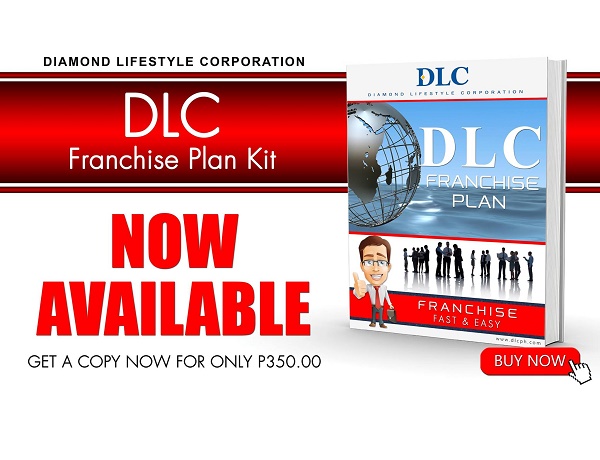 DIAMOND LIFESTYLE CORPORATION
DLC
Franchise Plan Kit
NOW
AVAILABLE
GET A COPY NOW FOR ONLY P350.00
DLC
DIAMOND LIFESTYLE CORPORATION
DLC
FRANCHISE
PLAN
FRANCHISE
FAST & EASY
www.dlcph.com
BUY NOW